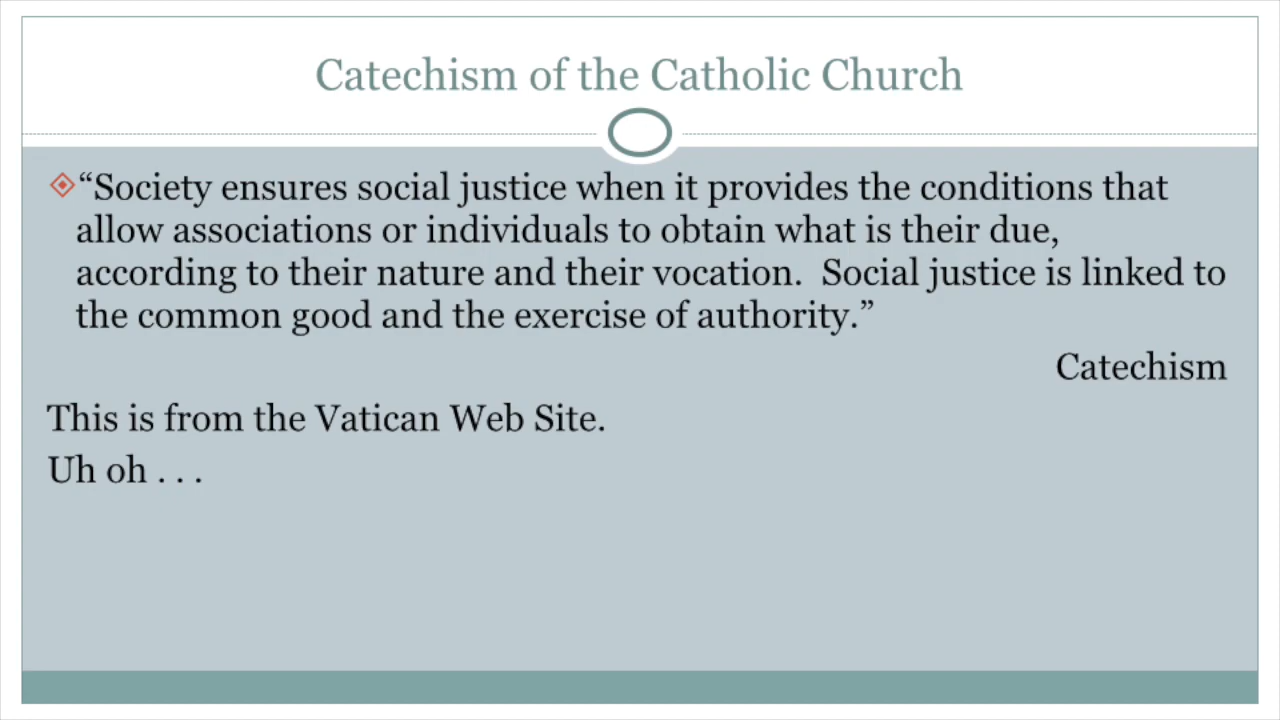 Catechism of the Catholic Church
“Society ensures social justice when it provides the conditions that
allow associations or individuals to obtain what is their due,
according to their nature and their vocation.  Social justice is linked to
the common good and the exercise of authority.”
Catechism
This is from the Vatican Web Site.
Uh oh . . .